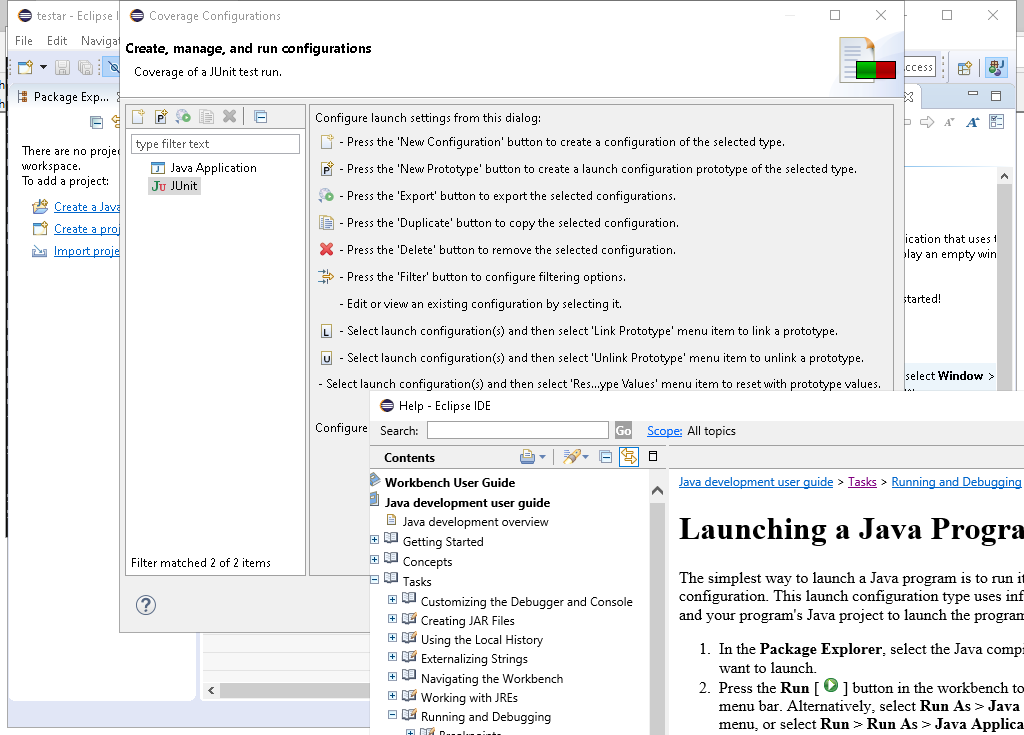 testar - Eclipse I
File Edit Navigat
ccess
Package Exp...
There are no proje
workspace.
To add a project:
Create a Java
Create a proj
Import proje
Coverage Configurations
Create, manage, and run configurations
Coverage of a JUnit test run.
type filter text
Java Application
JUnit
Filter matched 2 of 2 items
Configure launch settings from this dialog:
- Press the 'New Configuration' button to create a configuration of the selected type.
- Press the 'New Prototype' button to create a launch configuration prototype of the selected type.
- Press the 'Export' button to export the selected configurations.
- Press the 'Duplicate' button to copy the selected configuration.
- Press the 'Delete' button to remove the selected configuration.
- Press the 'Filter' button to configure filtering options.
- Edit or view an existing configuration by selecting it.
- Select launch configuration(s) and then select 'Link Prototype' menu item to link a prototype.
- Select launch configuration(s) and then select 'Unlink Prototype' menu item to unlink a prototype.
- Select launch configuration(s) and then select 'Res...ype Values' menu item to reset with prototype values.
Configure
ication that uses t
play an empty win
started!
select Window >
Help - Eclipse IDE
Search:
Go
Scope: All topics
Contents
Workbench User Guide
Java development user guide
Java development overview
Getting Started
Concepts
Tasks
Customizing the Debugger and Console
Creating JAR Files
Using the Local History
Externalizing Strings
Navigating the Workbench
Working with JREs
Running and Debugging
Breakpoints
Java development user guide > Tasks > Running and Debugging
Launching a Java Progra
The simplest way to launch a Java program is to run it
configuration. This launch configuration type uses inf
and your program's Java project to launch the program
1. In the Package Explorer, select the Java compi
want to launch.
2. Press the Run [ ] button in the workbench to
menu bar. Alternatively, select Run As > Java
menu, or select Run > Run As > Java Applica